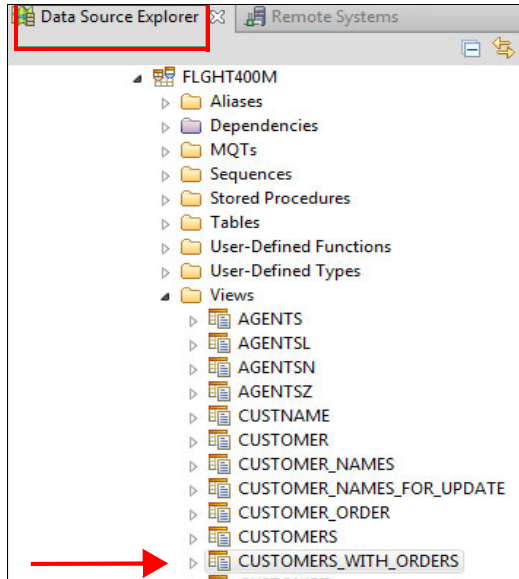 Data Source Explorer Remote Systems
FLGHT400M
Aliases
Dependencies
MQTs
Sequences
Stored Procedures
Tables
User-Defined Functions
User-Defined Types
Views
AGENTS
AGENTSL
AGENTSN
AGENTSZ
CUSTNAME
CUSTOMER
CUSTOMER_NAMES
CUSTOMER_NAMES_FOR_UPDATE
CUSTOMER_ORDER
CUSTOMERS
CUSTOMERS_WITH_ORDERS